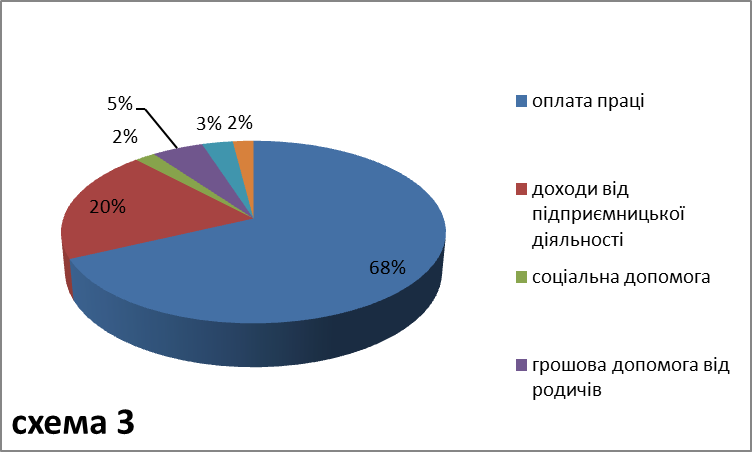 5%
2%
3%
2%
20%
68%
оплата праці
доходи від
підприємницької
діяльності
соціальна допомога
грошова допомога від
родичів
схема 3